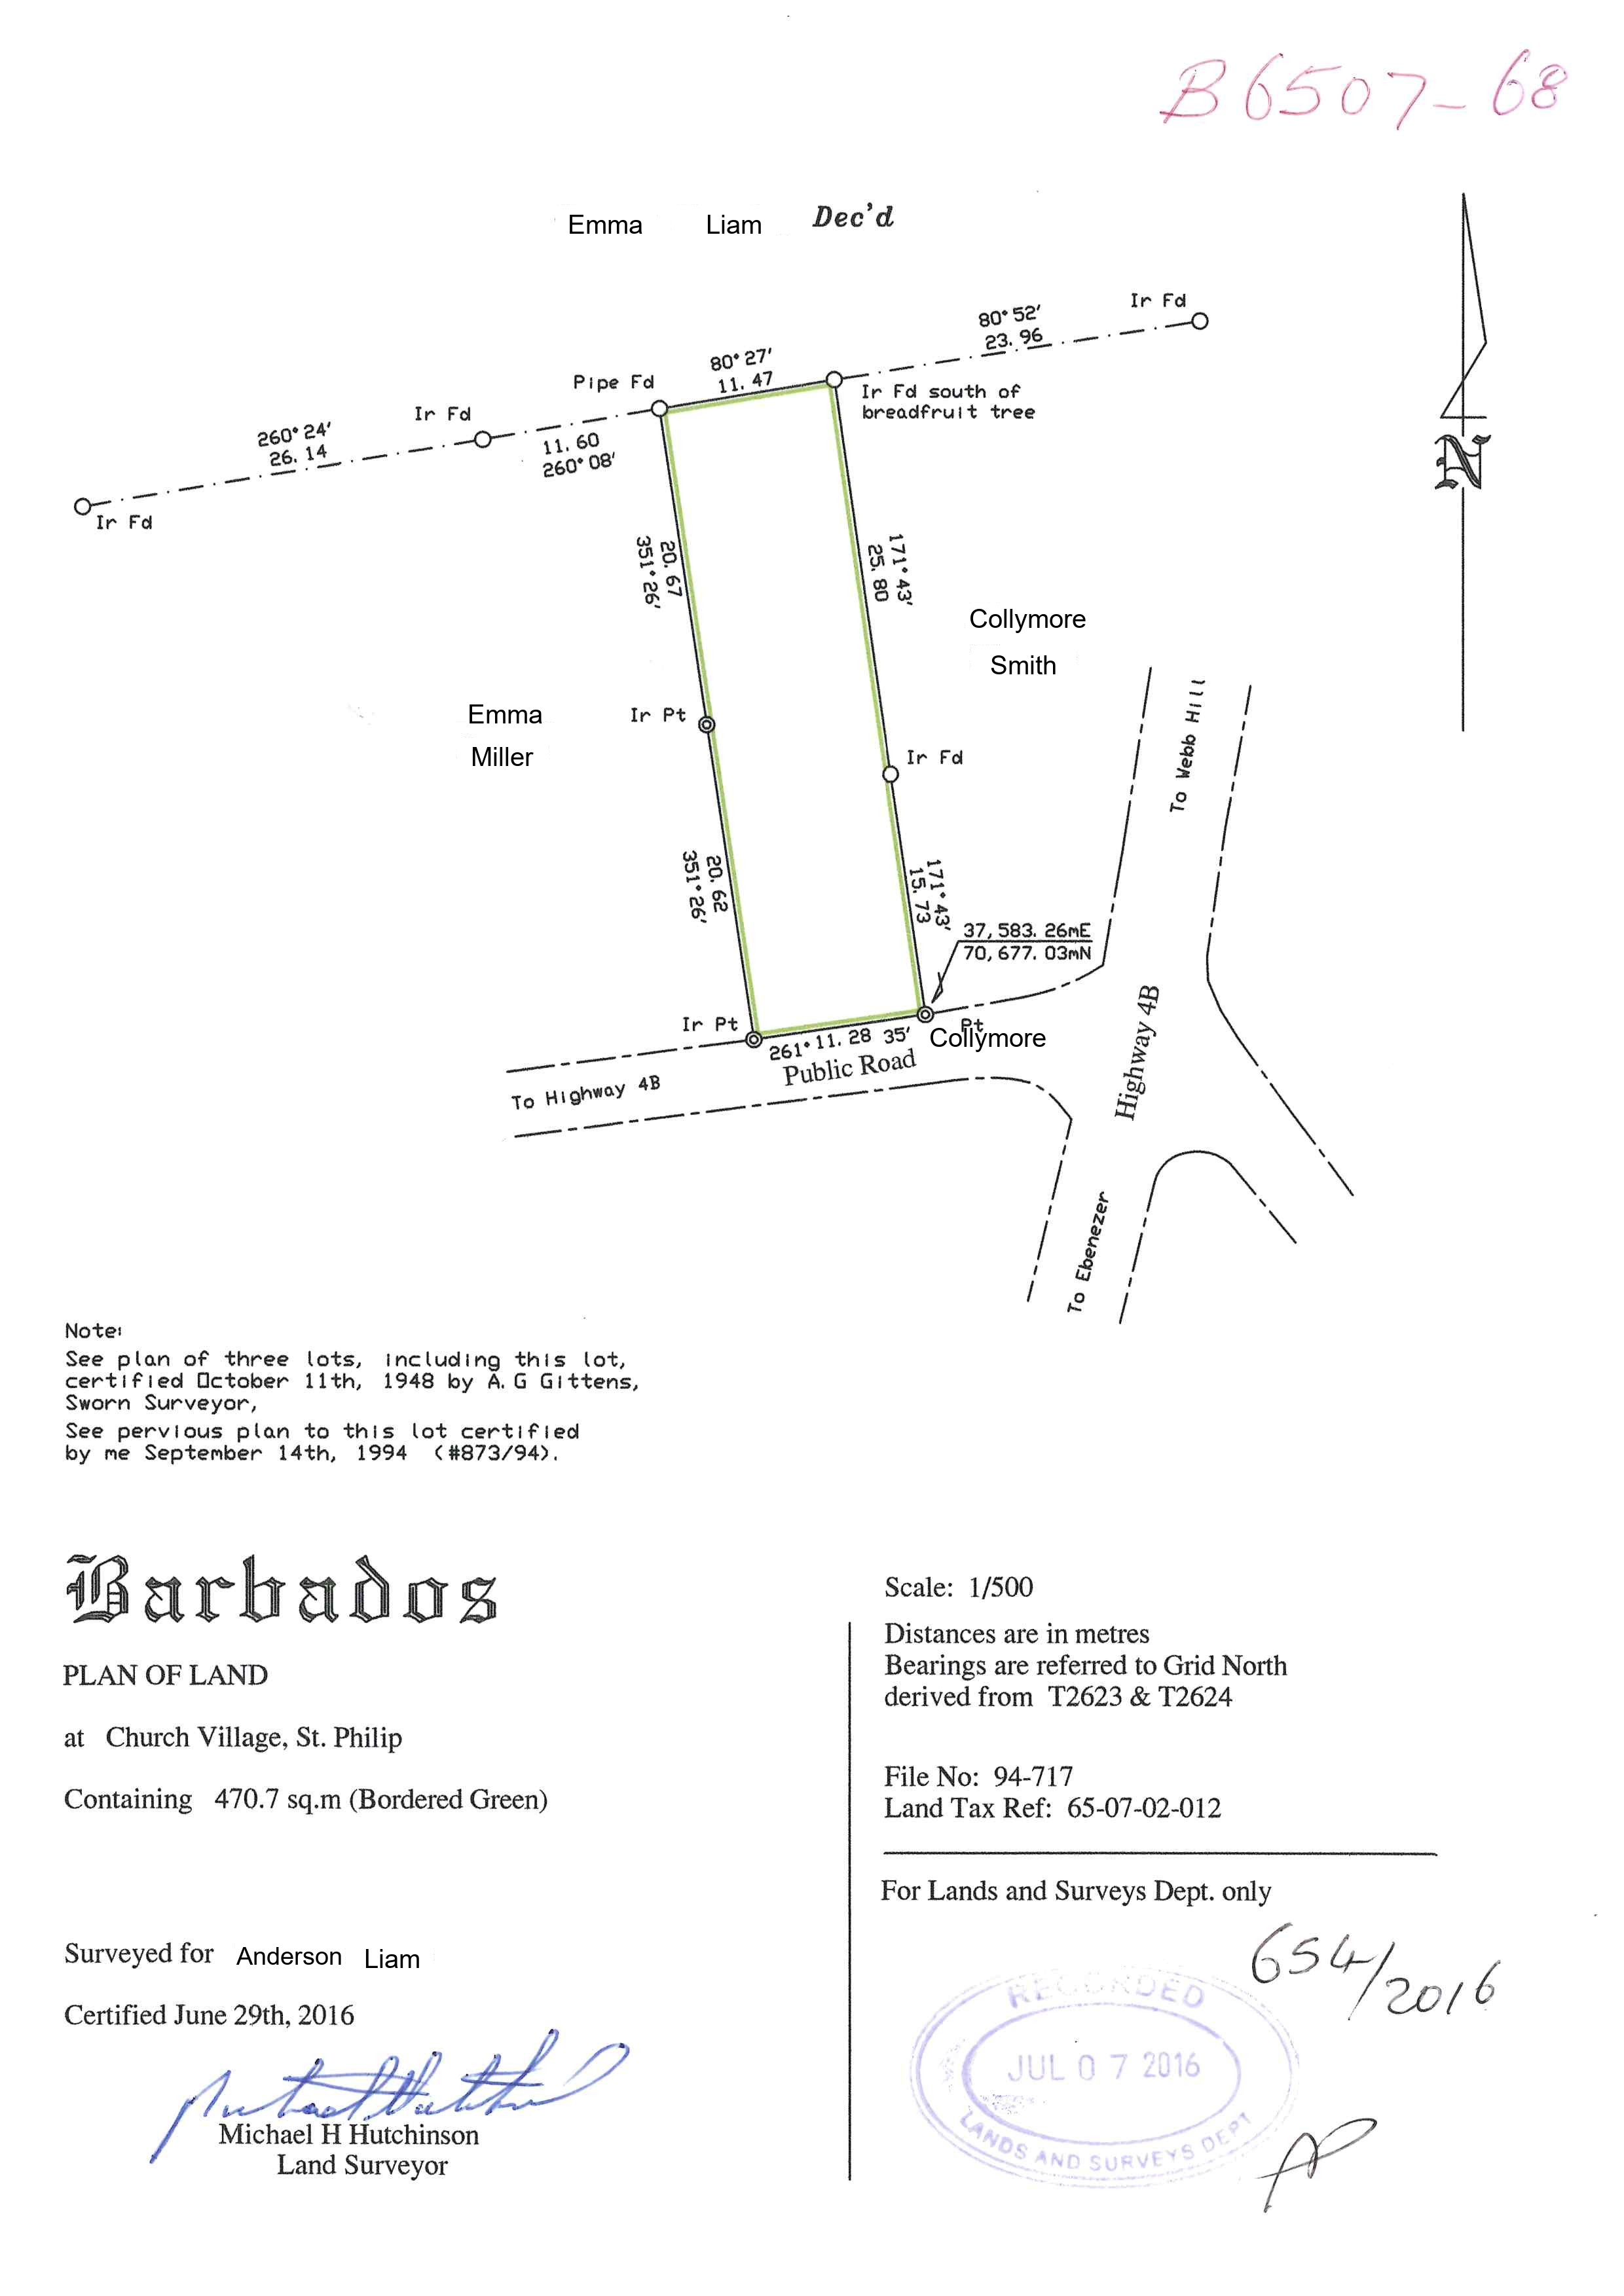 B6507-68
Emma Liam Dec'd
Ir Fd
80° 52'
23.96
80° 27'
11.47
Pipe Fd
Ir Fd south of
breadfruit tree
Ir Fd
260° 24'
26.14
11.60
260° 08'
Ir Fd
N
20.67
351° 26'
171° 43'
25.80
Collymore
Smith
Emma
Miller
Ir Pt
To Webb Hill
Ir Fd
20.62
351° 26'
171° 43'
15.73
37,583.26mE
70,677.03mN
Ir Pt
Pt
261° 11.28 35'
Collymore
Public Road
To Highway 4B
Highway 4B
To Ebenezer
Note:
See plan of three lots, including this lot,
certified October 11th, 1948 by A.G Gittens,
Sworn Surveyor,
See pervious plan to this lot certified
by me September 14th, 1994 (#873/94).
Barbados
PLAN OF LAND
at Church Village, St. Philip
Containing 470.7 sq.m (Bordered Green)
Surveyed for Anderson Liam
Certified June 29th, 2016
Michael H Hutchinson
Land Surveyor
Scale: 1/500
Distances are in metres
Bearings are referred to Grid North
derived from T2623 & T2624
File No: 94-717
Land Tax Ref: 65-07-02-012
For Lands and Surveys Dept. only
654/2016
RECORDED
JUL 07 2016
LANDS AND SURVEYS DEPT
AP